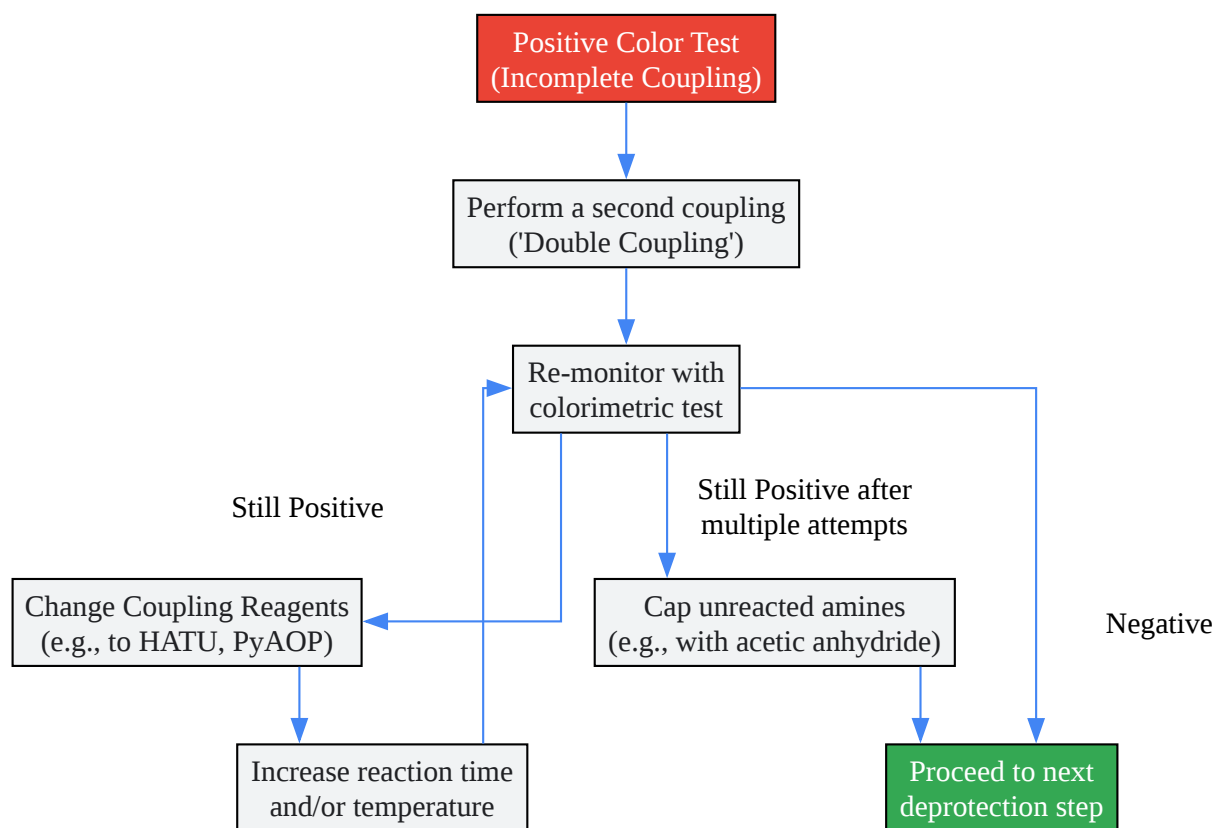 Positive Color Test
(Incomplete Coupling)
Perform a second coupling
('Double Coupling')
Re-monitor with
colorimetric test
Still Positive
Still Positive after
multiple attempts
Change Coupling Reagents
(e.g., to HATU, PyAOP)
Cap unreacted amines
(e.g., with acetic anhydride)
Negative
Increase reaction time
and/or temperature
Proceed to next
deprotection step